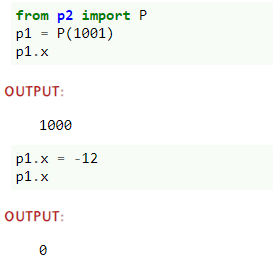 from p2 import P
p1 = P(1001)
p1.x
OUTPUT:
1000
p1.x = -12
p1.x
OUTPUT:
0